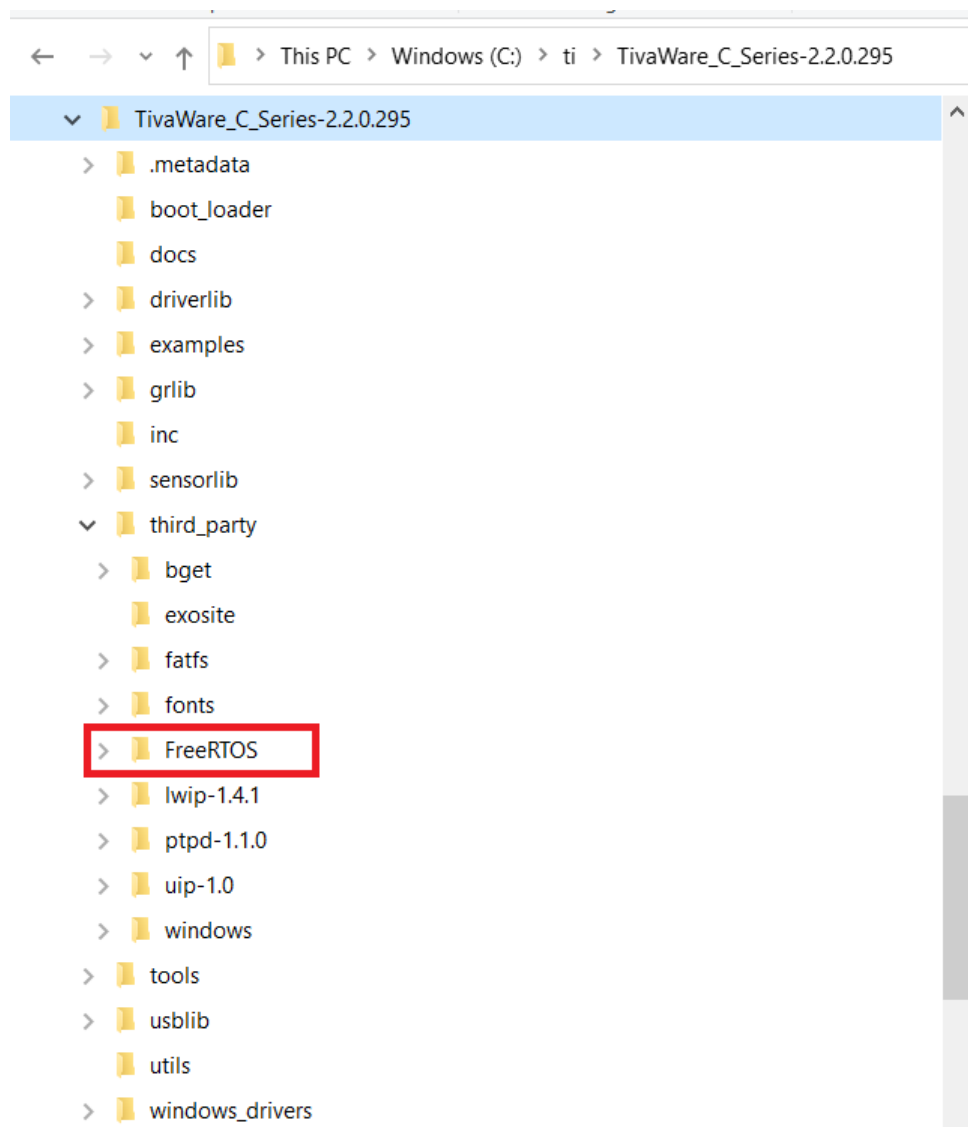 This PC > Windows (C:) > ti > TivaWare_C_Series-2.2.0.295
TivaWare_C_Series-2.2.0.295
.metadata
boot_loader
docs
driverlib
examples
grlib
inc
sensorlib
third_party
bget
exosite
fatfs
fonts
FreeRTOS
lwip-1.4.1
ptpd-1.1.0
uip-1.0
windows
tools
usblib
utils
windows_drivers